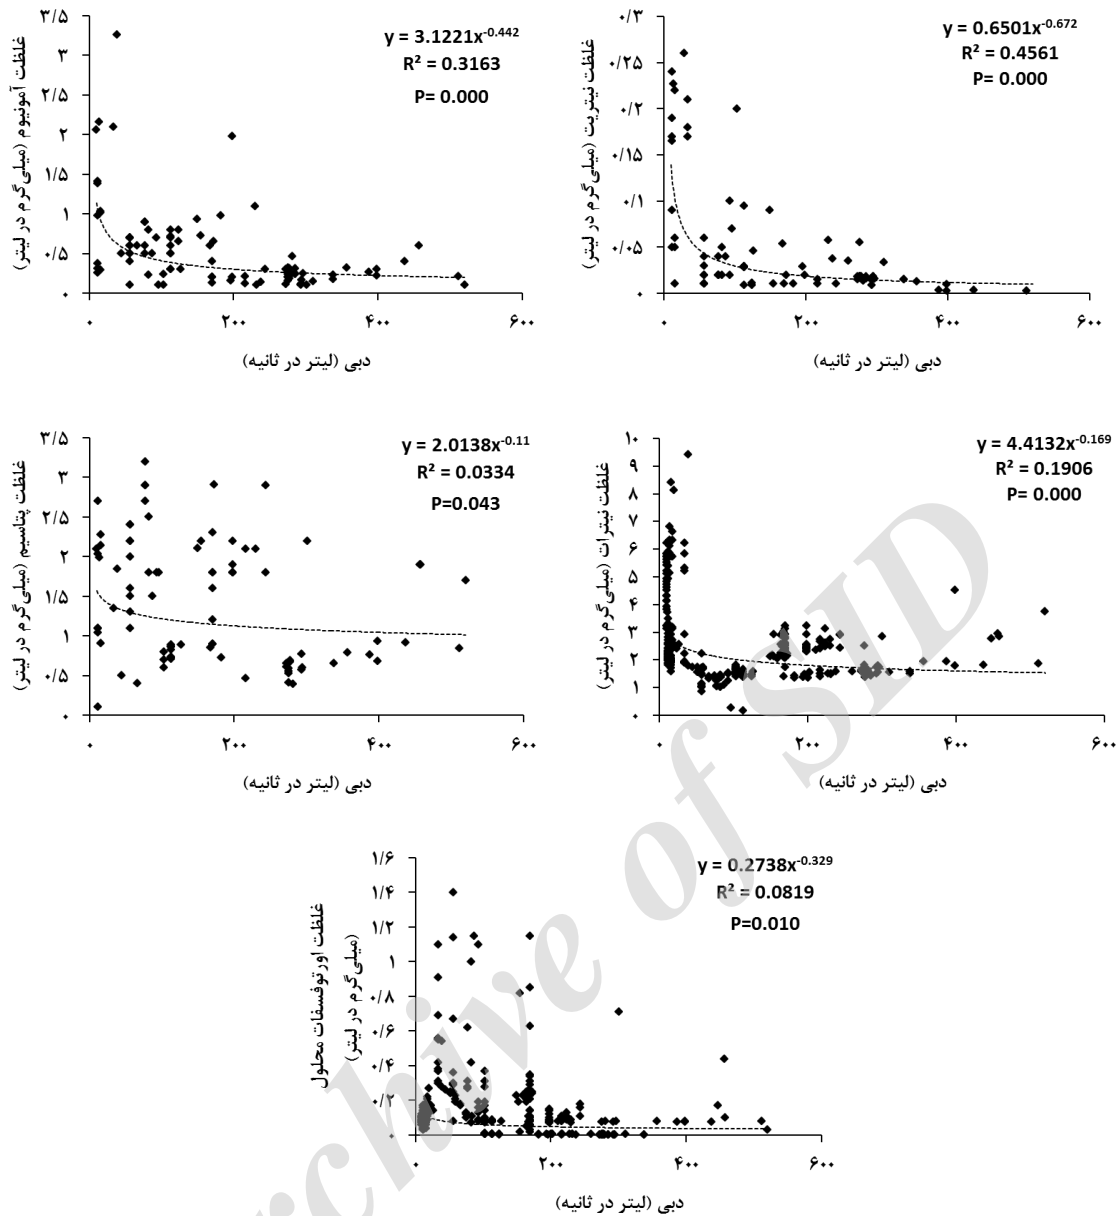 ۳/۵
۳
۲/۵
۲
۱/۵
۱
۰/۵
۰
غلظت آمونیوم (میلی‌گرم در لیتر)
y = 3.1221x^-0.442
R² = 0.3163
P= 0.000
۰ ۲۰۰ ۴۰۰ ۶۰۰
دبی (لیتر در ثانیه)
۰/۳
۰/۲۵
۰/۲
۰/۱۵
۰/۱
۰/۰۵
۰
غلظت نیتریت (میلی‌گرم در لیتر)
y = 0.6501x^-0.672
R² = 0.4561
P= 0.000
۰ ۲۰۰ ۴۰۰ ۶۰۰
دبی (لیتر در ثانیه)
۳/۵
۳
۲/۵
۲
۱/۵
۱
۰/۵
۰
غلظت پتاسیم (میلی‌گرم در لیتر)
y = 2.0138x^-0.11
R² = 0.0334
P=0.043
۰ ۲۰۰ ۴۰۰ ۶۰۰
دبی (لیتر در ثانیه)
۱۰
۹
۸
۷
۶
۵
۴
۳
۲
۱
۰
غلظت نیترات (میلی‌گرم در لیتر)
y = 4.4132x^-0.169
R² = 0.1906
P= 0.000
۰ ۲۰۰ ۴۰۰ ۶۰۰
دبی (لیتر در ثانیه)
۱/۶
۱/۴
۱/۲
۱
۰/۸
۰/۶
۰/۴
۰/۲
۰
غلظت اورتوفسفات محلول
(میلی‌گرم در لیتر)
y = 0.2738x^-0.329
R² = 0.0819
P=0.010
۰ ۲۰۰ ۴۰۰ ۶۰۰
دبی (لیتر در ثانیه)
rchive of SID